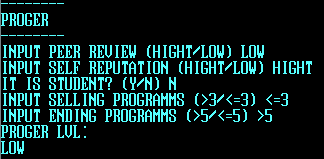 --------
PROGER
--------
INPUT PEER REVIEW (HIGHT/LOW) LOW
INPUT SELF REPUTATION (HIGHT/LOW) HIGHT
IT IS STUDENT? (Y/N) N
INPUT SELLING PROGRAMMS (>3/<=3) <=3
INPUT ENDING PROGRAMMS (>5/<=5) >5
PROGER LVL:
LOW